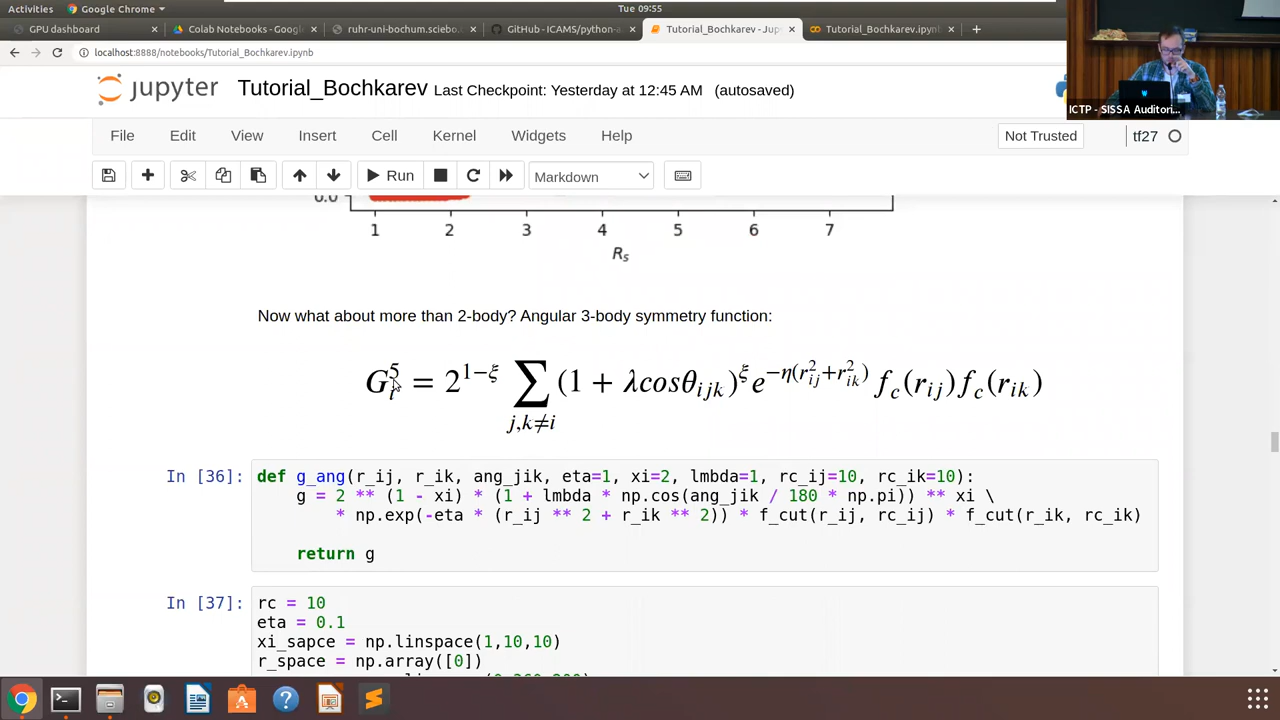 Activities Google Chrome Tue 09:55
GPU dashboard Colab Notebooks - Google ruhr-uni-bochum.sciebo. GitHub - ICAMS/python-a Tutorial_Bochkarev - Jup Tutorial_Bochkarev.ipynb
localhost:8888/notebooks/Tutorial_Bochkarev.ipynb
ICTP - SISSA Auditori...
jupyter Tutorial_Bochkarev Last Checkpoint: Yesterday at 12:45 AM (autosaved)
File Edit View Insert Cell Kernel Widgets Help Not Trusted tf27
Run Markdown
0.0
1 2 3 4 5 6 7
R_s
Now what about more than 2-body? Angular 3-body symmetry function:
G_i^5 = 2^{1−ξ} ∑_{j,k≠i} (1 + λcosθ_{ijk})^ξ e^{−η(r_{ij}^2+r_{ik}^2)} f_c(r_{ij}) f_c(r_{ik})
In [36]: def g_ang(r_ij, r_ik, ang_jik, eta=1, xi=2, lmbda=1, rc_ij=10, rc_ik=10):
g = 2 ** (1 - xi) * (1 + lmbda * np.cos(ang_jik / 180 * np.pi)) ** xi \
* np.exp(-eta * (r_ij ** 2 + r_ik ** 2)) * f_cut(r_ij, rc_ij) * f_cut(r_ik, rc_ik)
return g
In [37]: rc = 10
eta = 0.1
xi_sapce = np.linspace(1,10,10)
r_space = np.array([0])